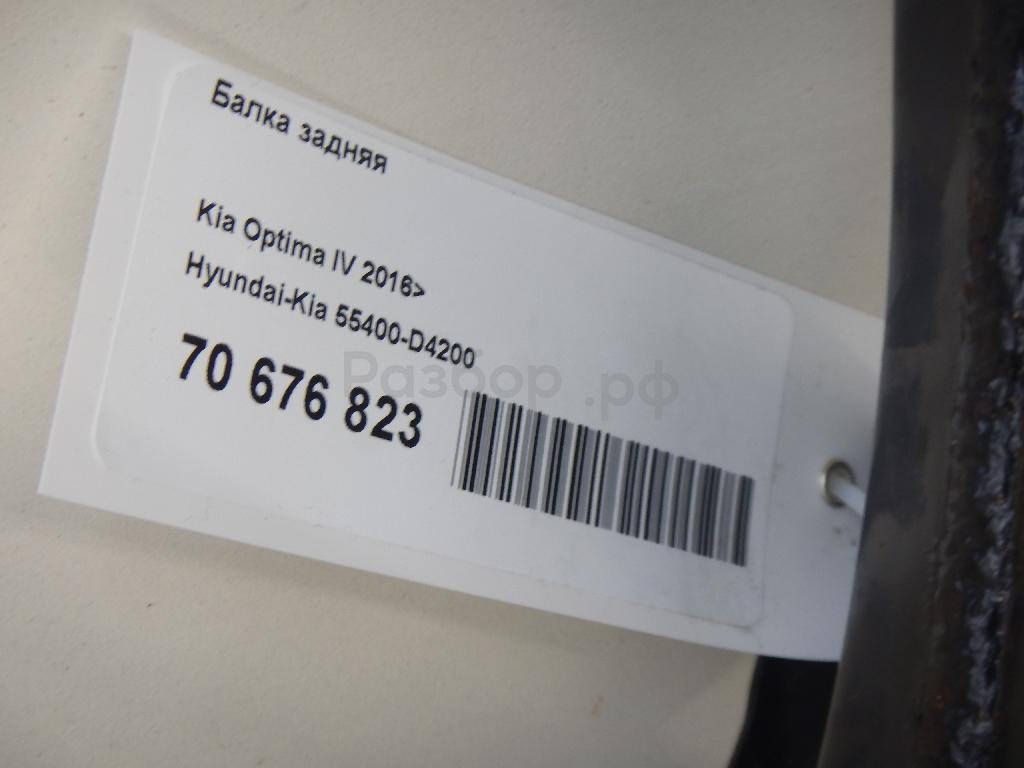 Балка задняя
Kia Optima IV 2016>
Hyundai-Kia 55400-D4200
70 676 823
Разбор.рф